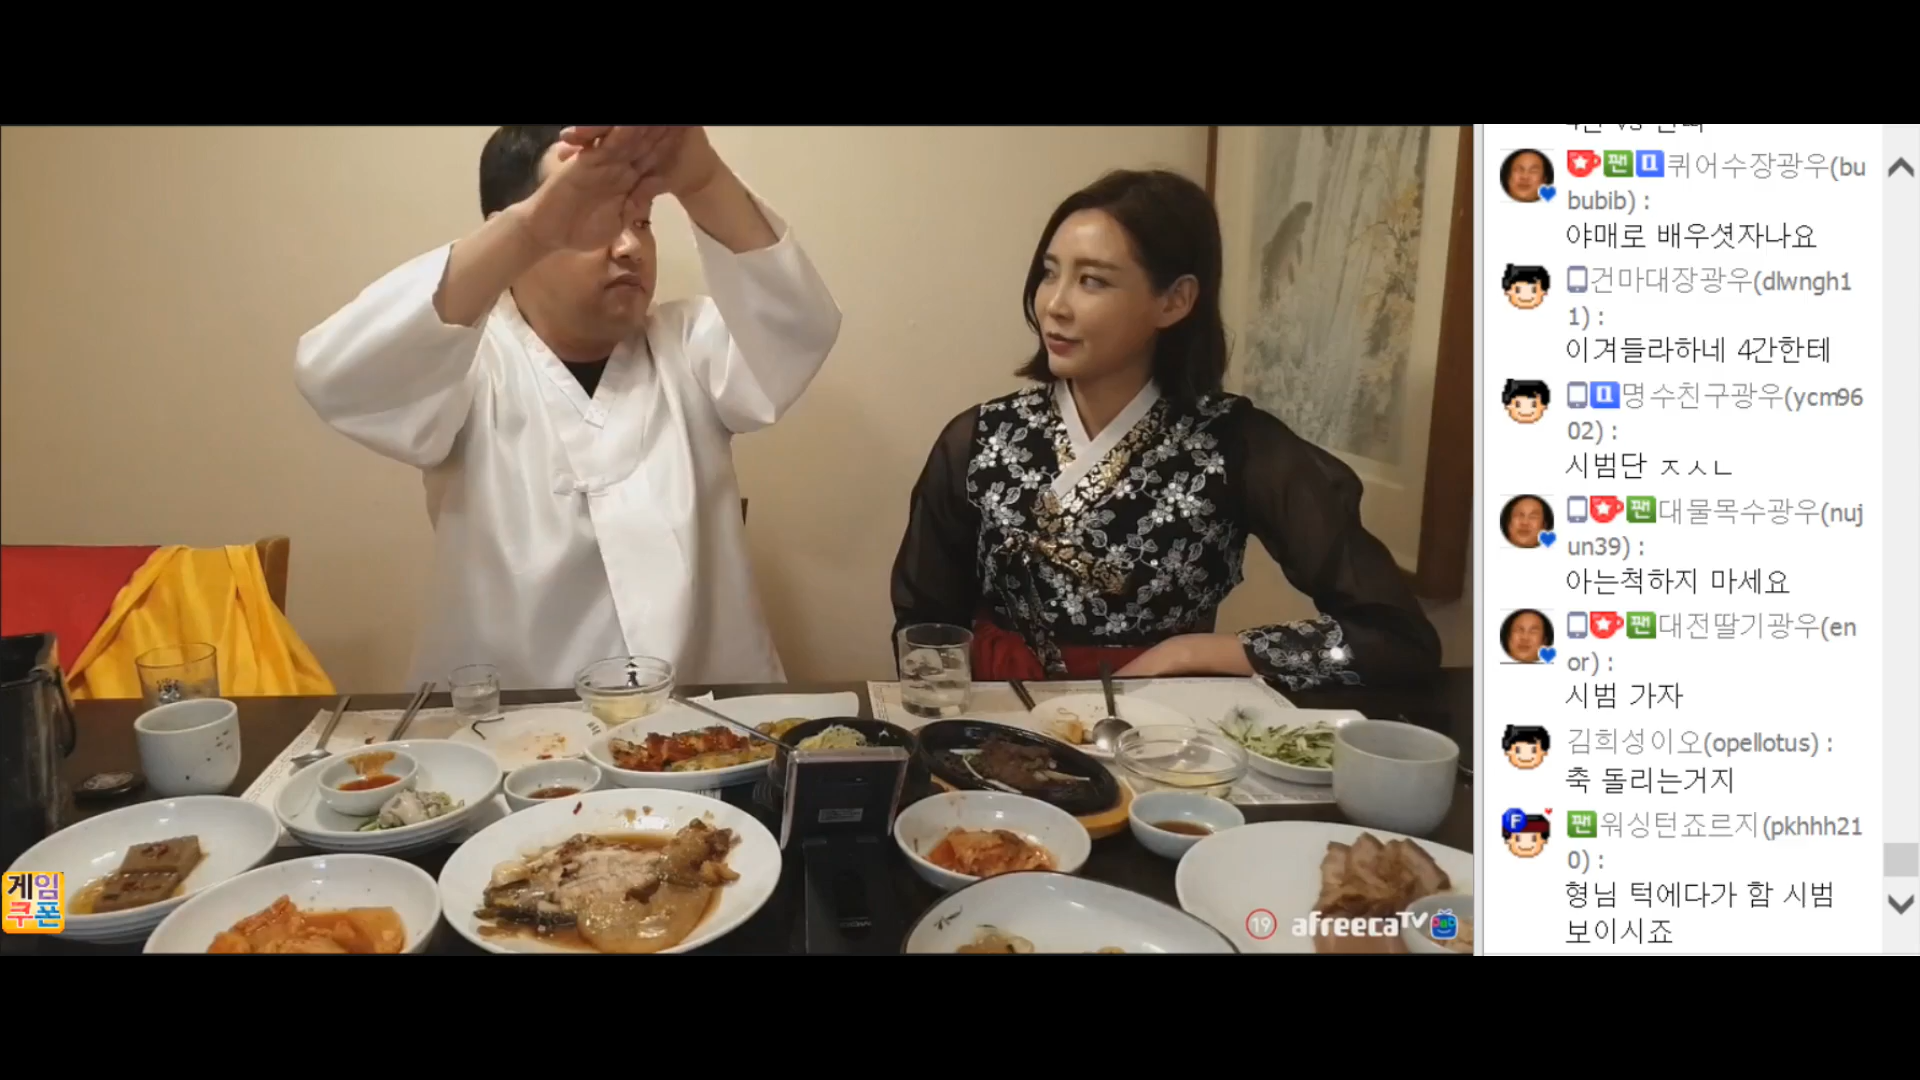 퀴어수장광우(bu
bubib) :
야매로 배우셧자나요
건마대장광우(dlwngh1
1) :
이겨들라하네 4간한테
명수친구광우(ycm96
02) :
시범단 ㅈㅅㄴ
대물목수광우(nuj
un39) :
아는척하지 마세요
대전딸기광우(en
or) :
시범 가자
김희성이오(opellotus) :
축 돌리는거지
워싱턴죠르지(pkhhh21
0) :
형님 턱에다가 함 시범
보이시죠
게임
쿠폰
19 afreecaTV